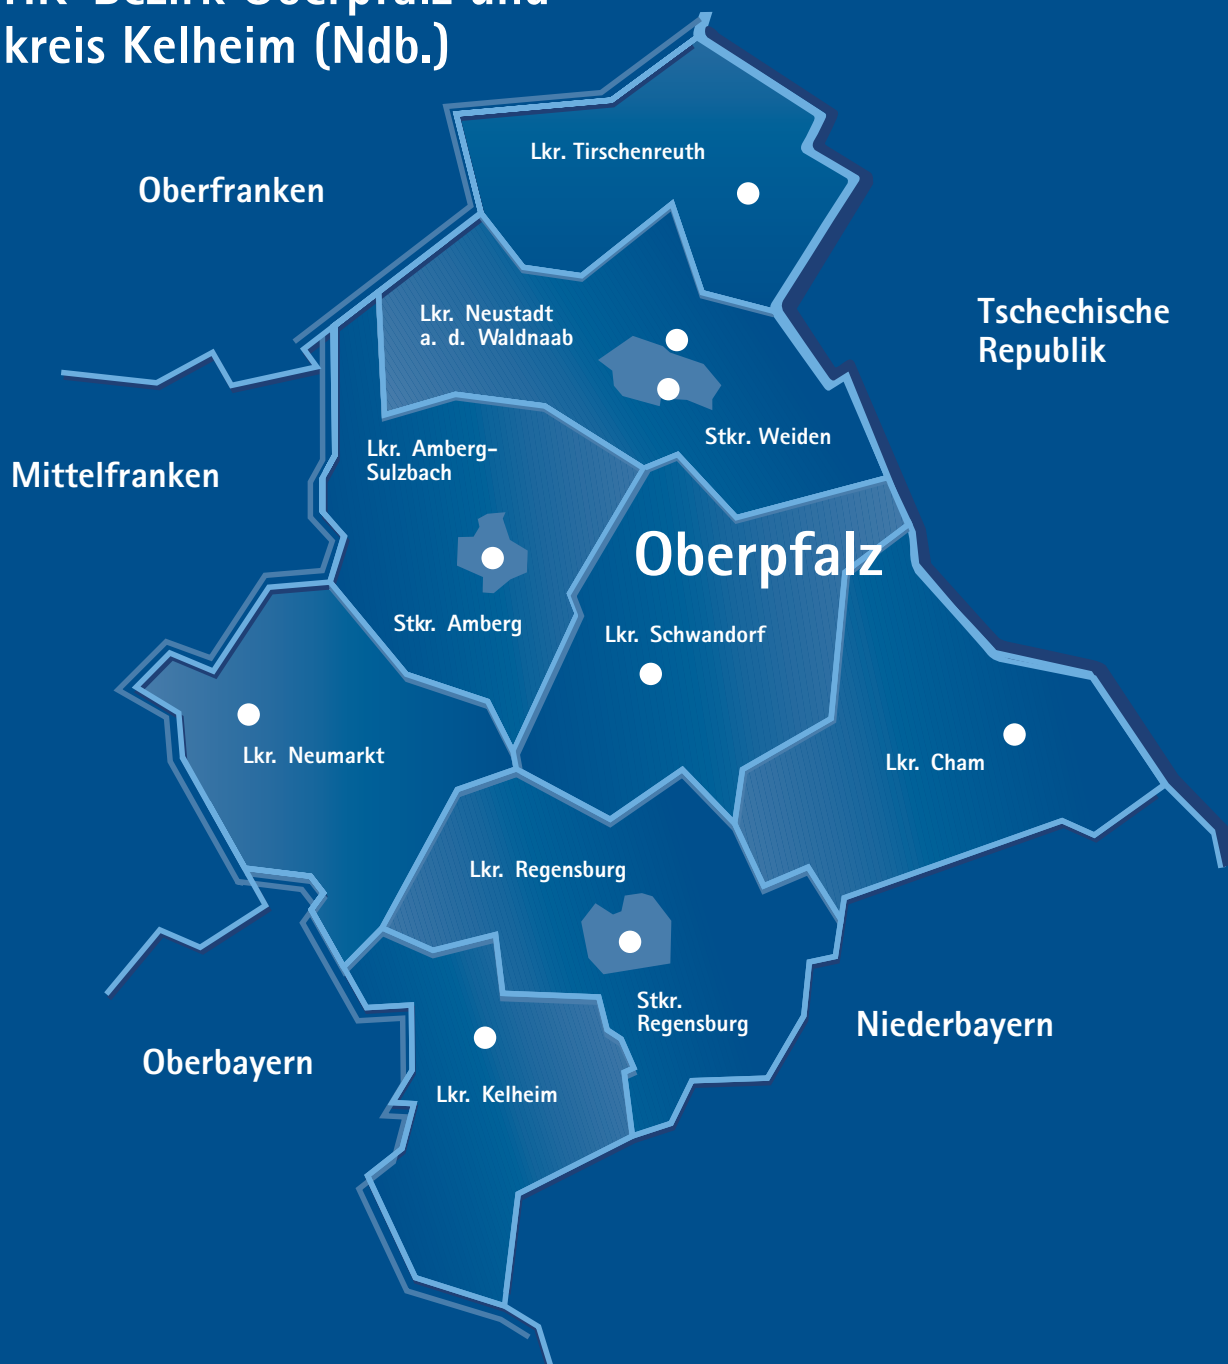 kreis Kelheim (Ndb.)
Lkr. Tirschenreuth
Oberfranken
Lkr. Neustadt
a. d. Waldnaab
Tschechische
Republik
Stkr. Weiden
Lkr. Amberg-
Sulzbach
Mittelfranken
Oberpfalz
Stkr. Amberg
Lkr. Schwandorf
Lkr. Neumarkt
Lkr. Cham
Lkr. Regensburg
Stkr.
Regensburg
Niederbayern
Oberbayern
Lkr. Kelheim